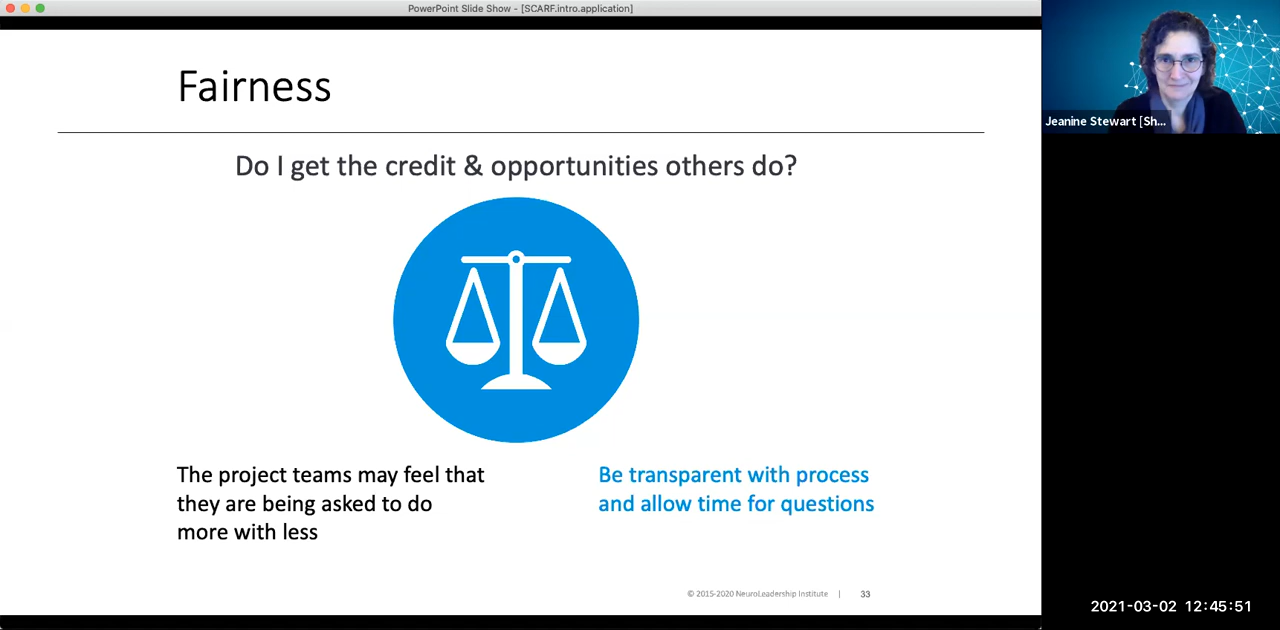 PowerPoint Slide Show - [SCARF.intro.application]
Fairness
Do I get the credit & opportunities others do?
The project teams may feel that
they are being asked to do
more with less
Be transparent with process
and allow time for questions
© 2015-2020 NeuroLeadership Institute | 33
Jeanine Stewart [Sh...
2021-03-02 12:45:51